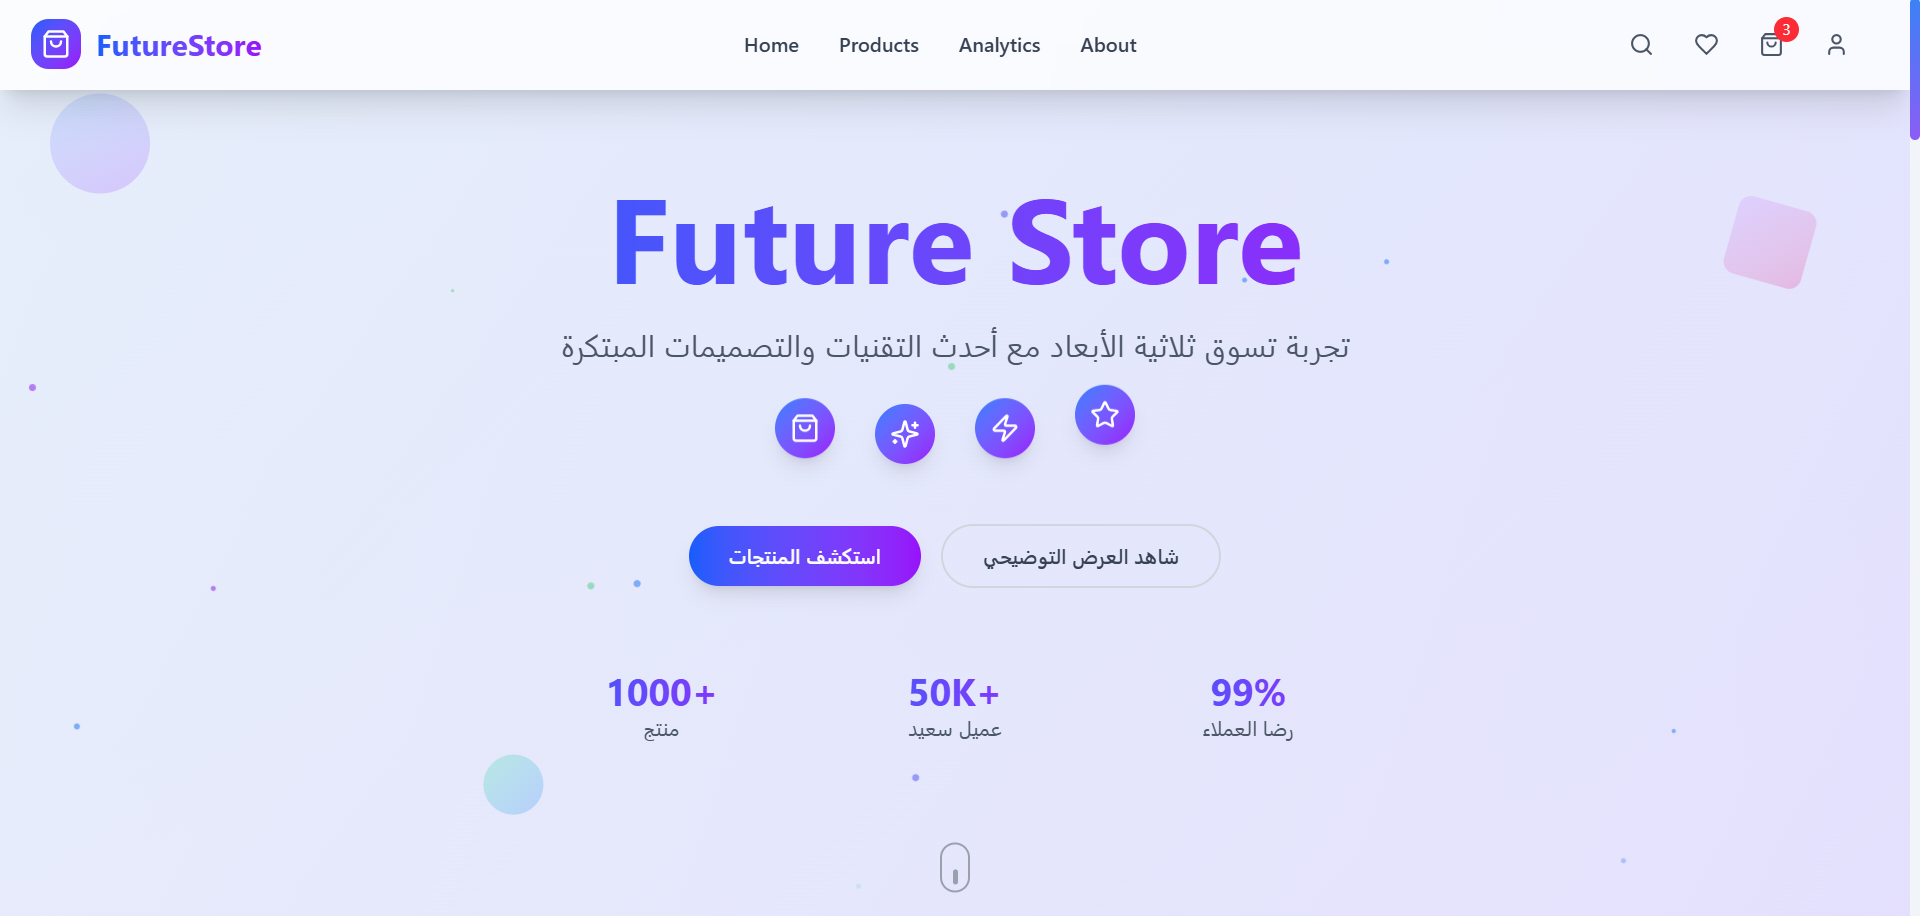 FutureStore
Home
Products
Analytics
About
3
Future Store
تجربة تسوق ثلاثية الأبعاد مع أحدث التقنيات والتصميمات المبتكرة
استكشف المنتجات
شاهد العرض التوضيحي
1000+
50K+
99%
منتج
عميل سعيد
رضا العملاء